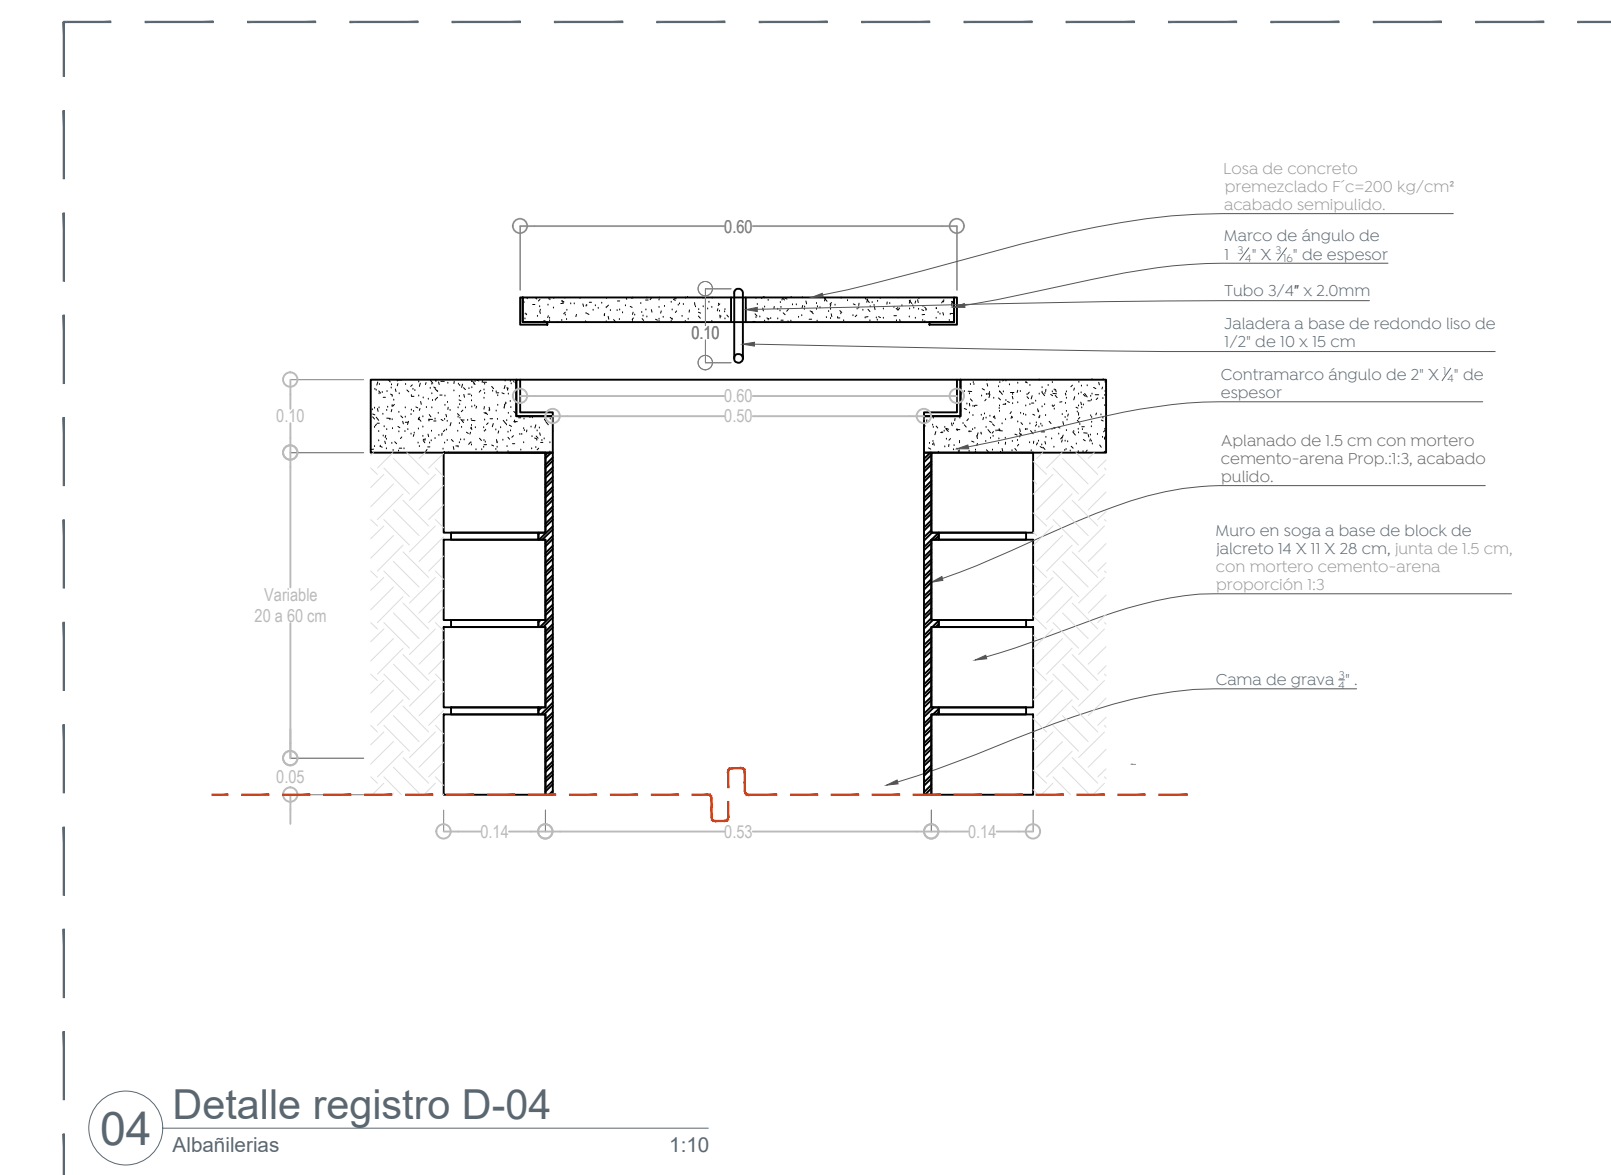 Losa de concreto
premezclado F´c=200 kg/cm²
acabado semipulido.
Marco de ángulo de
1 3/4" X 3/16" de espesor
Tubo 3/4" x 2.0mm
Jaladera a base de redondo liso de
1/2" de 10 x 15 cm
Contramarco ángulo de 2" X 1/4" de
espesor
Aplanado de 1.5 cm con mortero
cemento-arena Prop.:1:3, acabado
pulido.
Muro en soga a base de block de
jalcreto 14 X 11 X 28 cm, junta de 1.5 cm,
con mortero cemento-arena
proporción 1:3
Cama de grava 3/4" .
0.60
0.10
0.60
0.50
0.10
Variable
20 a 60 cm
0.05
0.14
0.53
0.14
04
Detalle registro D-04
Albañilerias
1:10